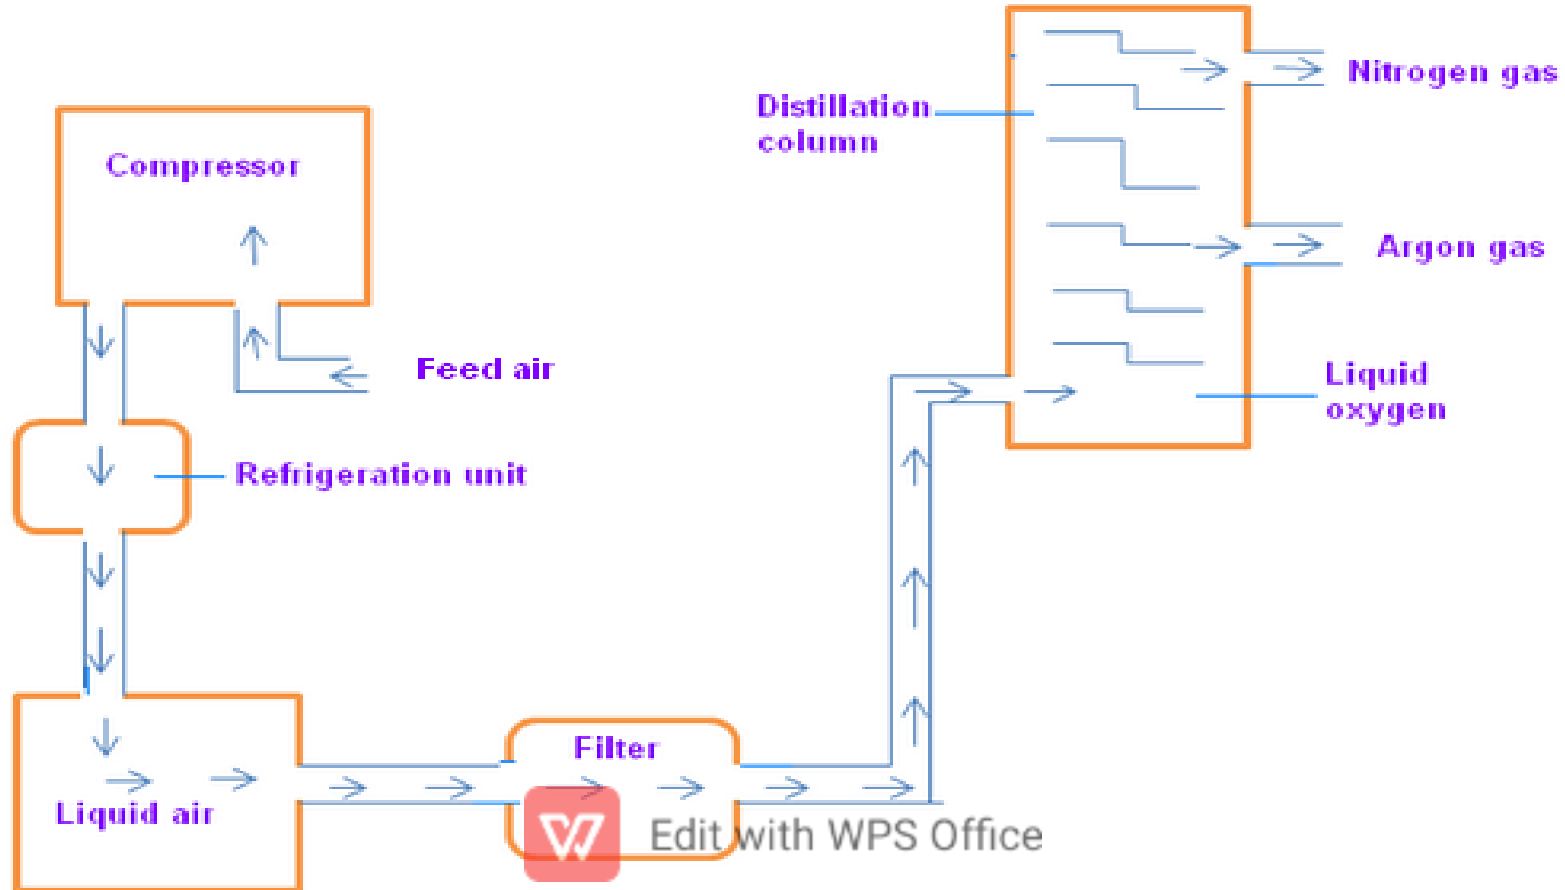 Nitrogen gas
Distillation
column
Compressor
Argon gas
Feed air
Liquid
oxygen
Refrigeration unit
Filter
Liquid air
Edit with WPS Office